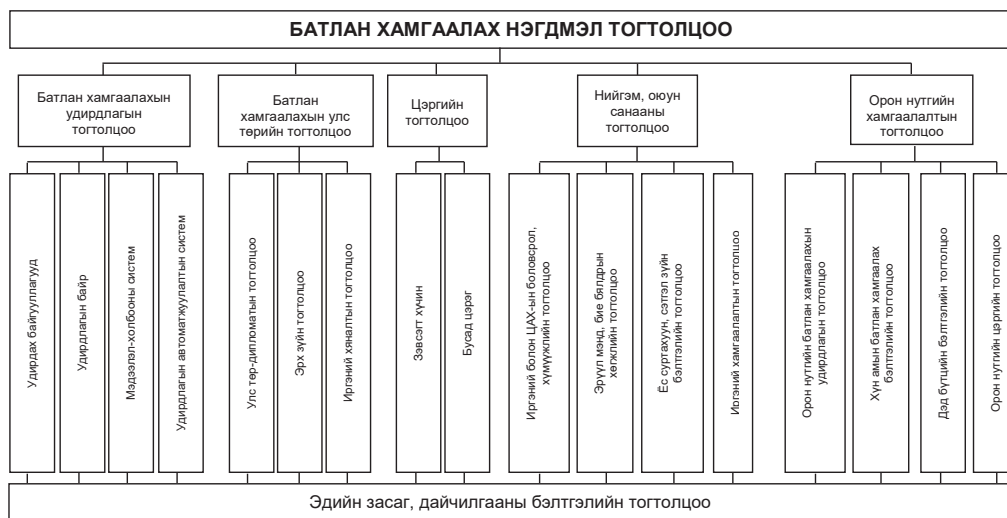 БАТЛАН ХАМГААЛАХ НЭГДМЭЛ ТОГТОЛЦОО
Батлан хамгаалахын
удирдлагын
тогтолцоо
Батлан
хамгаалахын улс
төрийн тогтолцоо
Цэргийн
тогтолцоо
Нийгэм, оюун
санааны
тогтолцоо
Орон нутгийн
хамгаалалтын
тогтолцоо
Удирдах байгууллагууд
Удирдлагын байр
Мэдээлэл-холбооны систем
Удирдлагын автоматжуулалтын систем
Улс төр-дипломатын тогтолцоо
Эрх зүйн тогтолцоо
Иргэний хяналтын тогтолцоо
Зэвсэгт хүчин
Бусад цэрэг
Иргэний болон ЦАХ-ын боловсрол,
хүмүүжлийн тогтолцоо
Эрүүл мэнд, бие бялдрын
хөгжлийн тогтолцоо
Ёс суртахуун, сэтгэл зүйн
бэлтгэлийн тогтолцоо
Иргэний хамгаалалтын тогтолцоо
Орон нутгийн батлан хамгаалахын
удирдлагын тогтолцоо
Хүн амын батлан хамгаалах
бэлтгэлийн тогтолцоо
Дэд бүтцийн бэлтгэлийн тогтолцоо
Орон нутгийн цэргийн тогтолцоо
Эдийн засаг, дайчилгааны бэлтгэлийн тогтолцоо